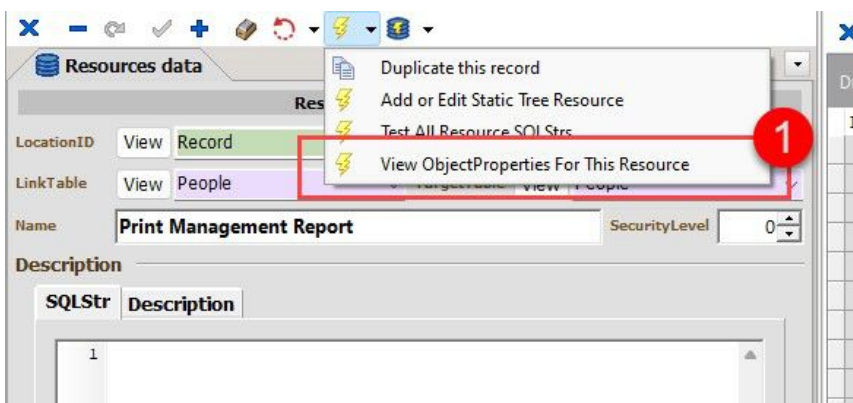 Resources data
Duplicate this record
Add or Edit Static Tree Resource
Test All Resource SQLStrs
View ObjectProperties For This Resource
1
Res
LocationID View Record
LinkTable View People TargetTable View People
Name Print Management Report SecurityLevel 0
Description
SQLStr Description
1